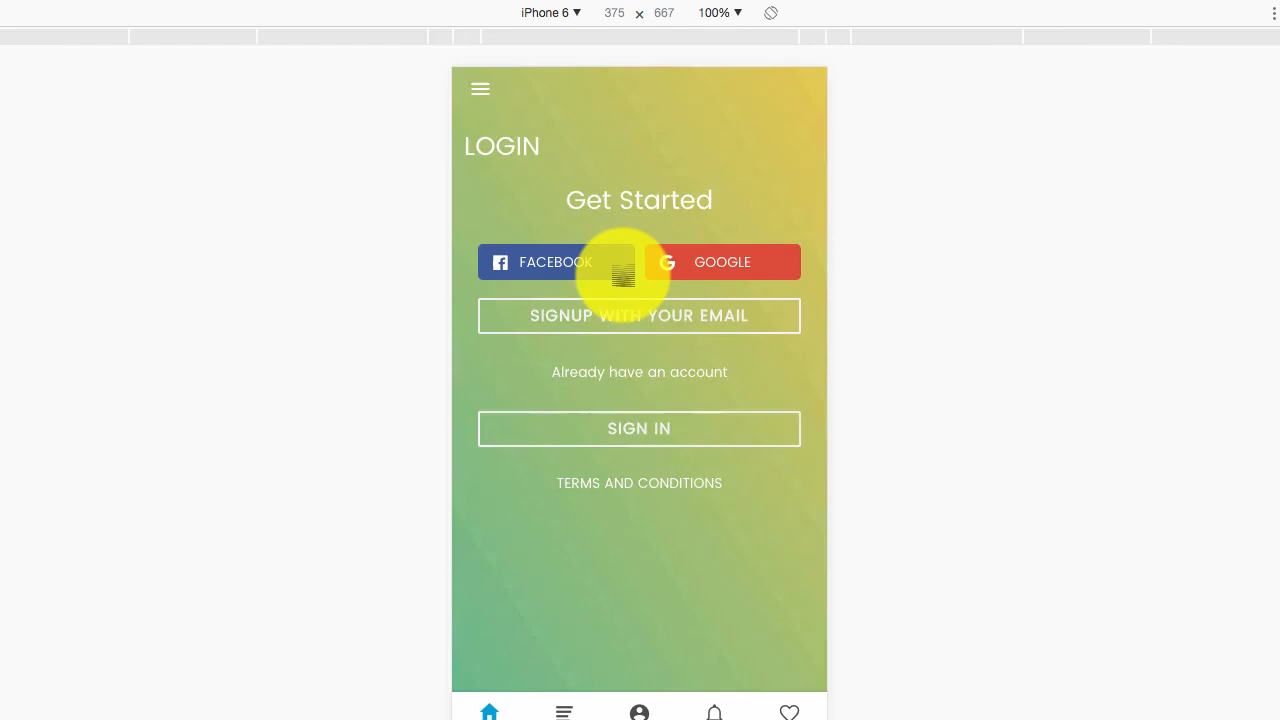 iPhone 6 ▼ 375 × 667 100% ▼
LOGIN
Get Started
FACEBOOK GOOGLE
SIGNUP WITH YOUR EMAIL
Already have an account
SIGN IN
TERMS AND CONDITIONS